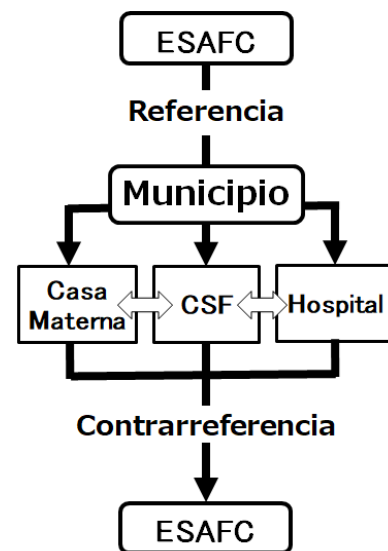 ESAFC
Referencia
Municipio
Casa
Materna
CSF
Hospital
Contrarreferencia
ESAFC